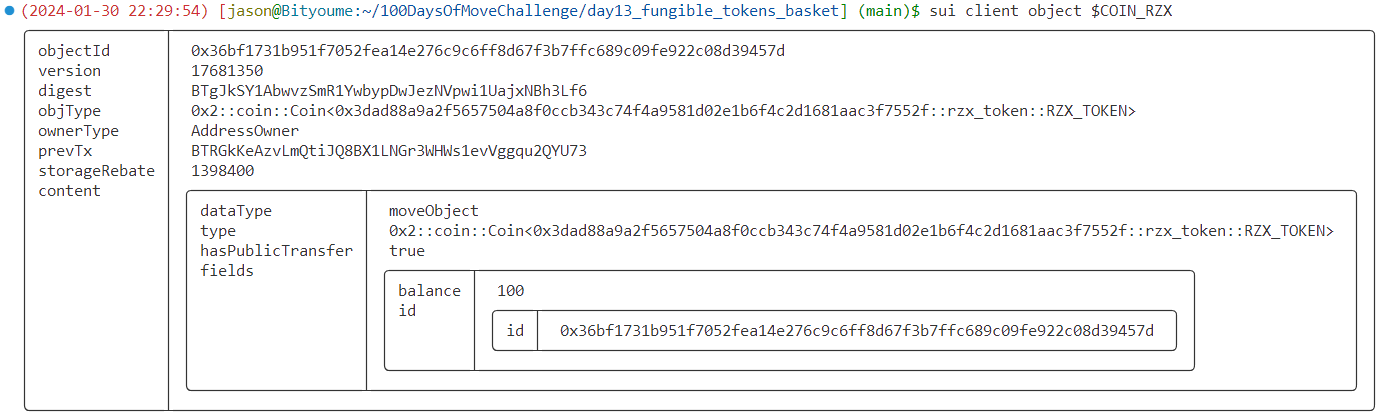 (2024-01-30 22:29:54) [jason@Bityoume:~/100DaysOfMoveChallenge/day13_fungible_tokens_basket] (main)$ sui client object $COIN_RZX
objectId 0x36bf1731b951f7052fea14e276c9c6ff8d67f3b7ffc689c09fe922c08d39457d
version 17681350
digest BTgJkSY1AbwvzSmR1YwbypDwJezNVpwi1UajxNBh3Lf6
objType 0x2::coin::Coin<0x3dad88a9a2f5657504a8f0ccb343c74f4a9581d02e1b6f4c2d1681aac3f7552f::rzx_token::RZX_TOKEN>
ownerType AddressOwner
prevTx BTRGkKeAzvLmQtiJQ8BX1LNGr3WHWs1evVggqu2QYU73
storageRebate 1398400
content
dataType moveObject
type 0x2::coin::Coin<0x3dad88a9a2f5657504a8f0ccb343c74f4a9581d02e1b6f4c2d1681aac3f7552f::rzx_token::RZX_TOKEN>
hasPublicTransfer true
fields
balance 100
id
id 0x36bf1731b951f7052fea14e276c9c6ff8d67f3b7ffc689c09fe922c08d39457d